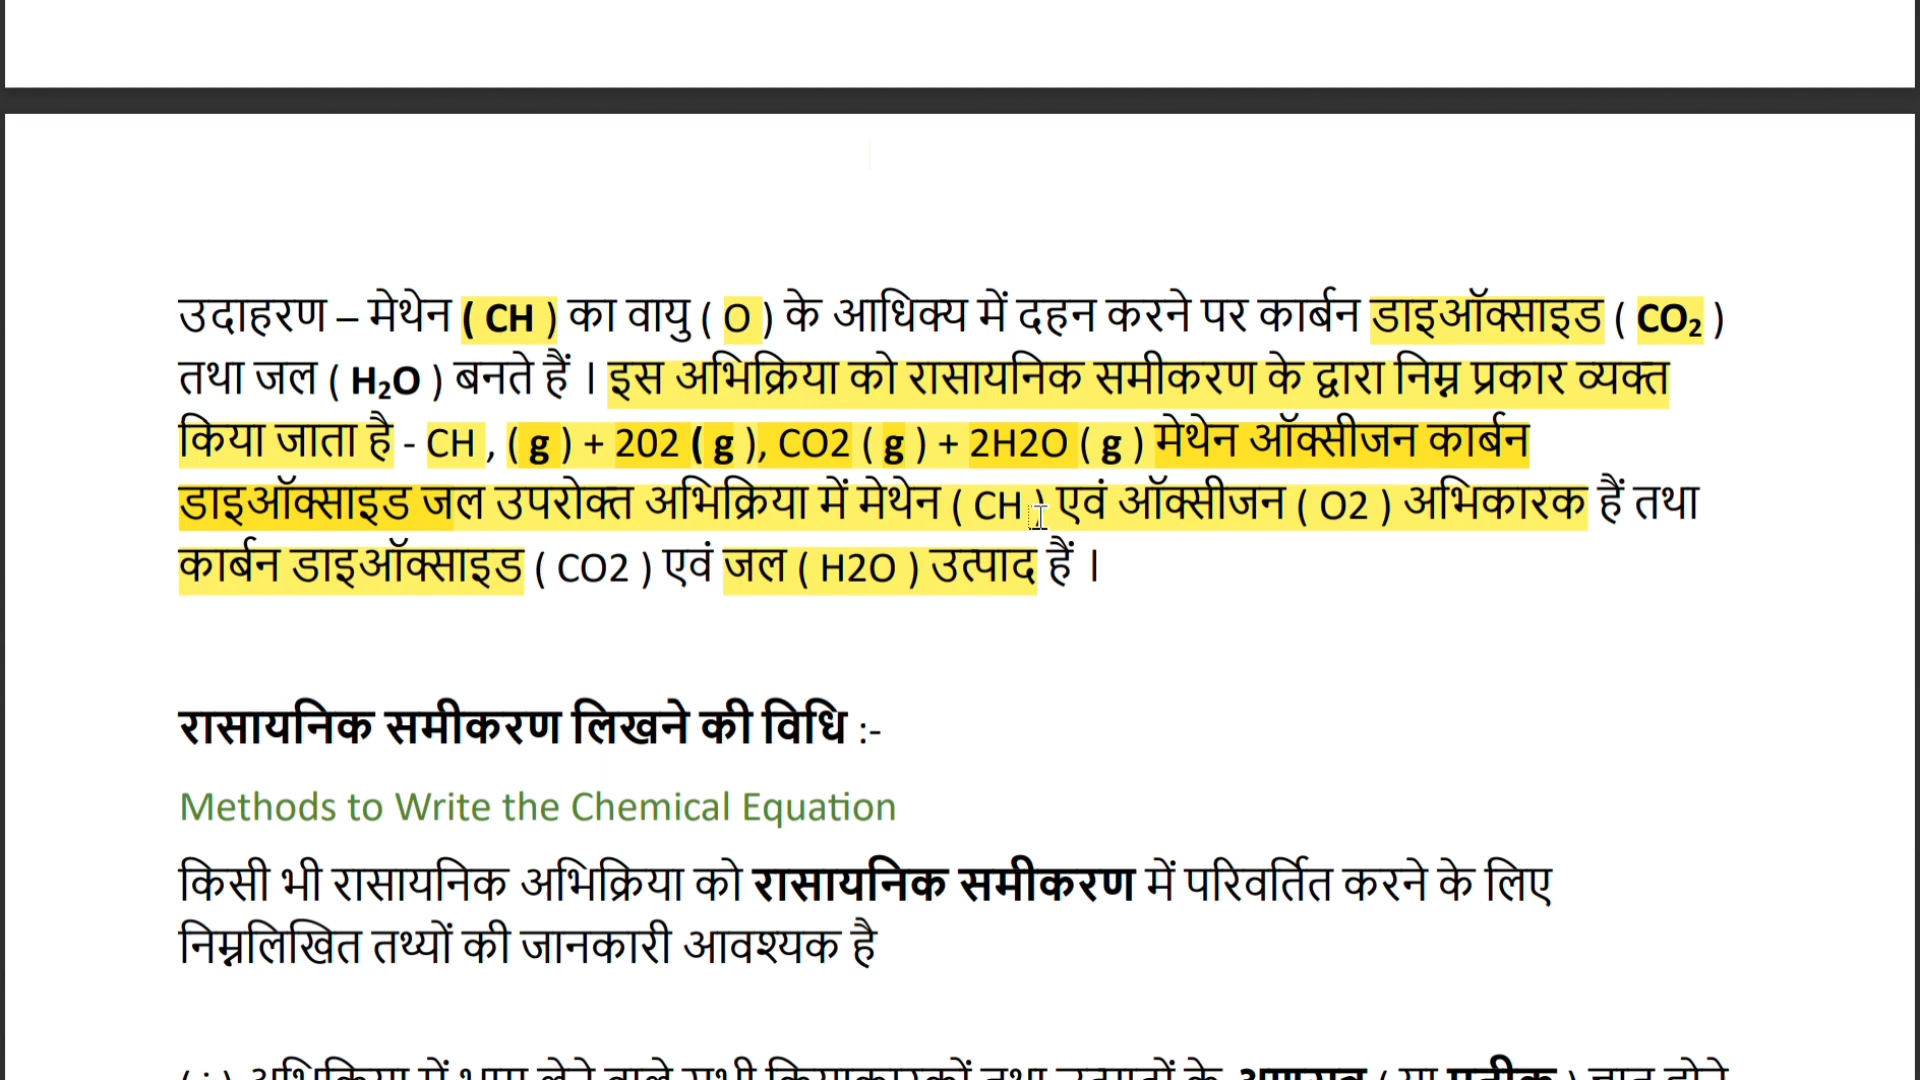 उदाहरण – मेथेन ( CH ) का वायु ( O ) के आधिक्य में दहन करने पर कार्बन डाइऑक्साइड ( CO₂ )
तथा जल ( H₂O ) बनते हैं । इस अभिक्रिया को रासायनिक समीकरण के द्वारा निम्न प्रकार व्यक्त
किया जाता है - CH , ( g ) + 202 ( g ), CO2 ( g ) + 2H2O ( g ) मेथेन ऑक्सीजन कार्बन
डाइऑक्साइड जल उपरोक्त अभिक्रिया में मेथेन ( CH ) एवं ऑक्सीजन ( O2 ) अभिकारक हैं तथा
कार्बन डाइऑक्साइड ( CO2 ) एवं जल ( H2O ) उत्पाद हैं ।
रासायनिक समीकरण लिखने की विधि :-
Methods to Write the Chemical Equation
किसी भी रासायनिक अभिक्रिया को रासायनिक समीकरण में परिवर्तित करने के लिए
निम्नलिखित तथ्यों की जानकारी आवश्यक है